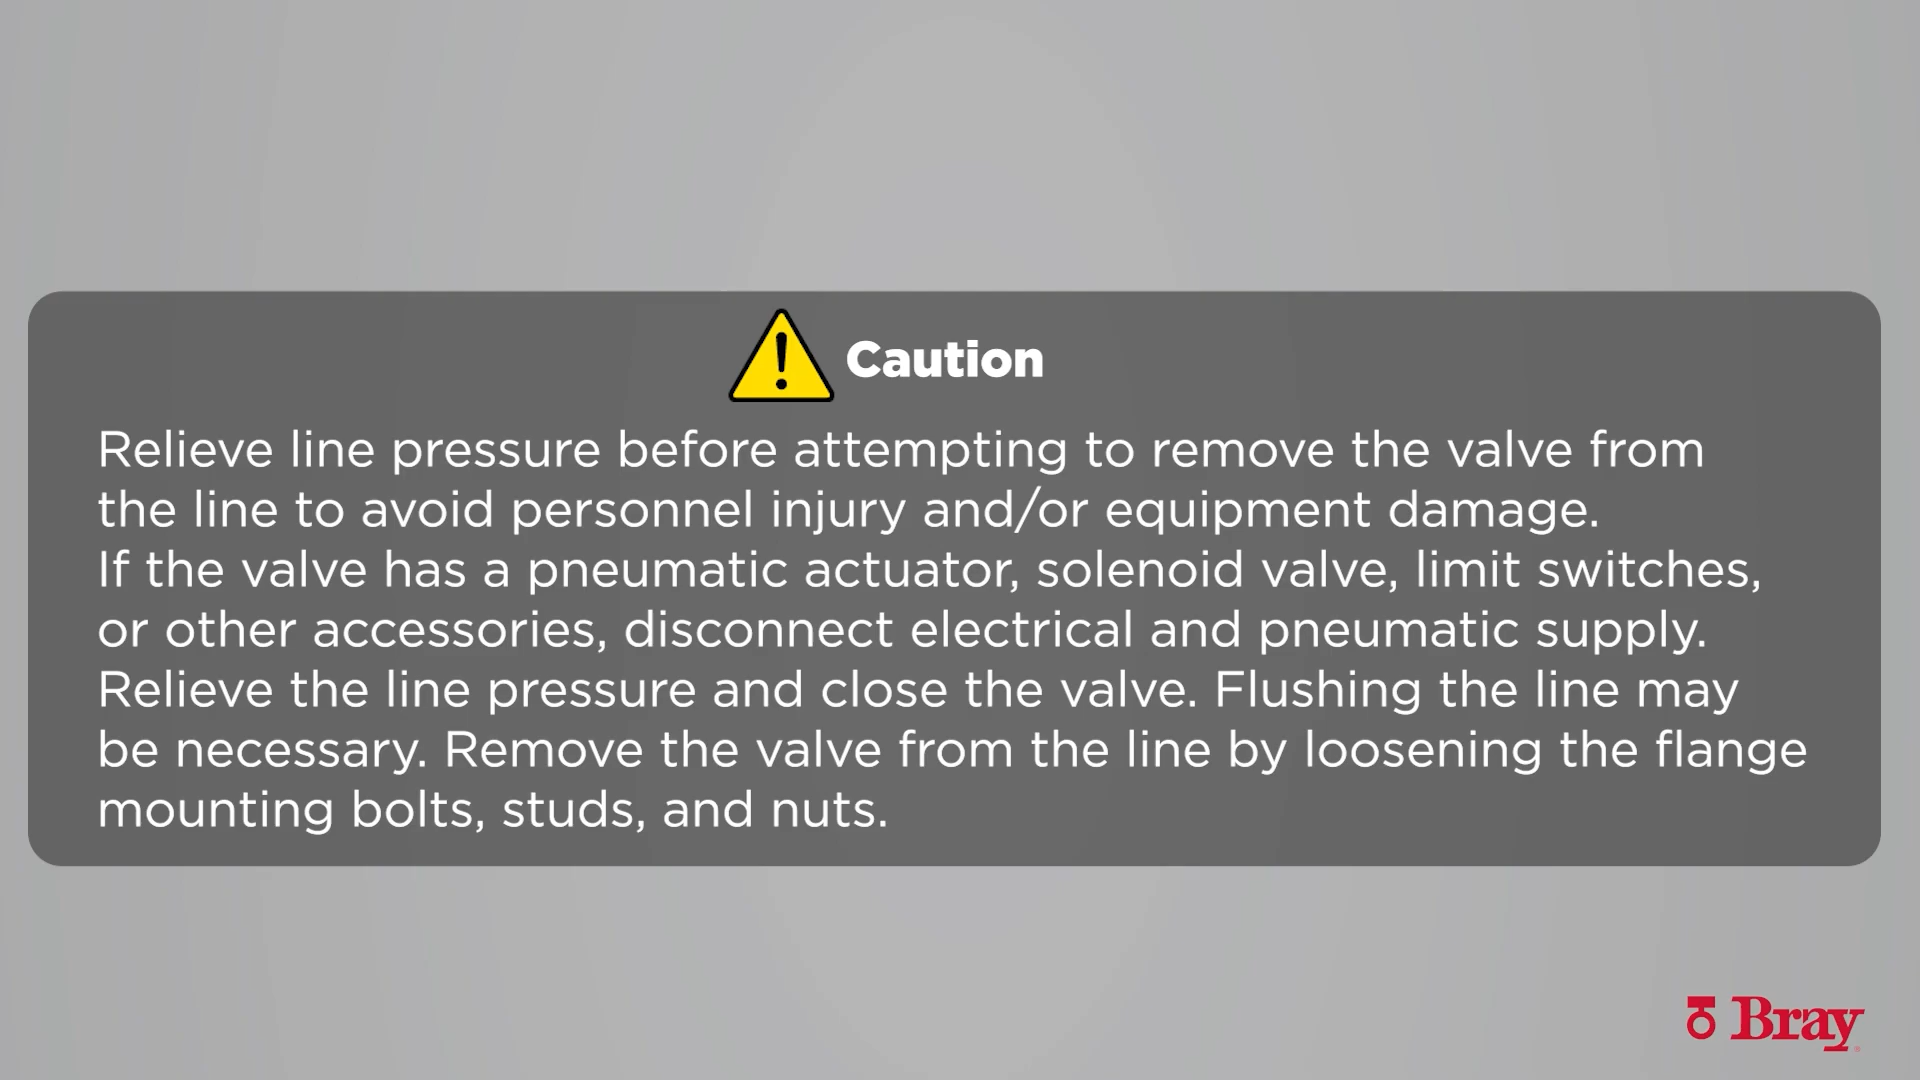 Caution
Relieve line pressure before attempting to remove the valve from
the line to avoid personnel injury and/or equipment damage.
If the valve has a pneumatic actuator, solenoid valve, limit switches,
or other accessories, disconnect electrical and pneumatic supply.
Relieve the line pressure and close the valve. Flushing the line may
be necessary. Remove the valve from the line by loosening the flange
mounting bolts, studs, and nuts.
Bray